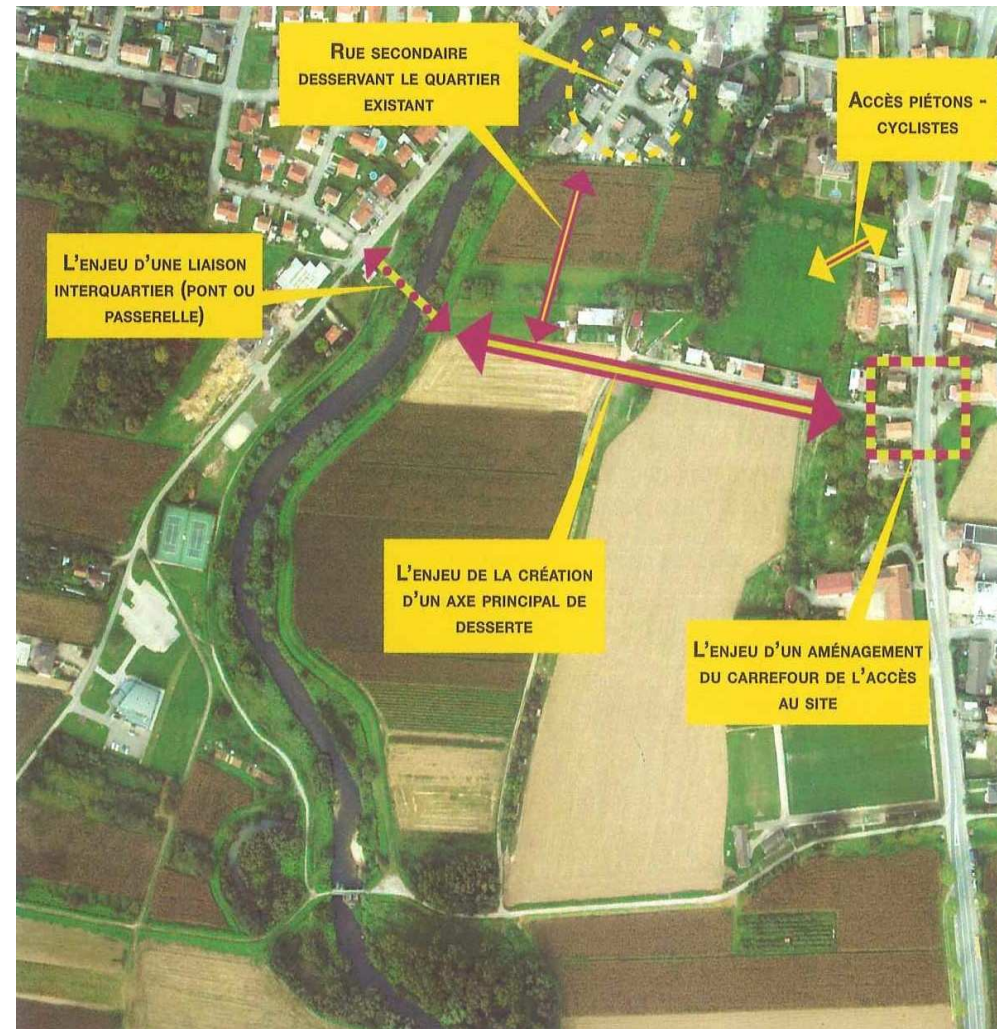 Rue secondaire
desservant le quartier
existant
Accès piétons -
cyclistes
L'enjeu d'une liaison
interquartier (pont ou
passerelle)
L'enjeu de la création
d'un axe principal de
desserte
L'enjeu d'un aménagement
du carrefour de l'accès
au site